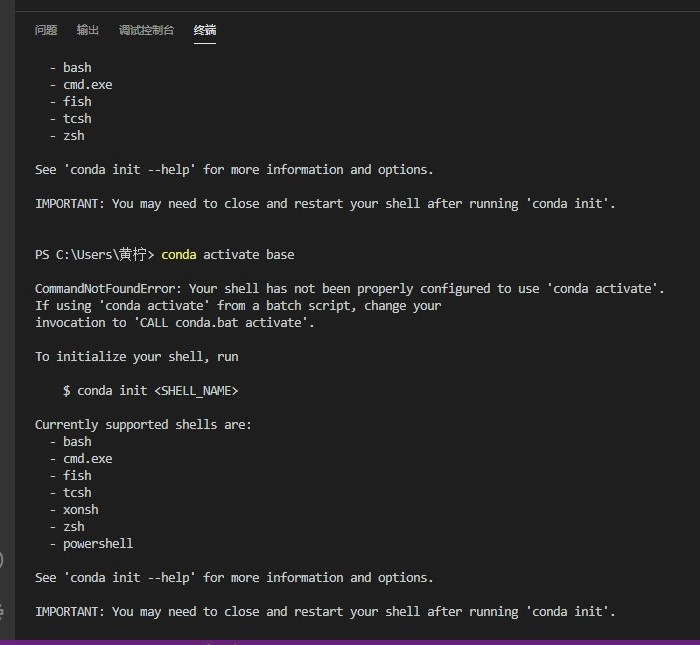 问题 输出 调试控制台 终端
- bash
- cmd.exe
- fish
- tcsh
- zsh
See 'conda init --help' for more information and options.
IMPORTANT: You may need to close and restart your shell after running 'conda init'.
PS C:\Users\黄柠> conda activate base
CommandNotFoundError: Your shell has not been properly configured to use 'conda activate'.
If using 'conda activate' from a batch script, change your
invocation to 'CALL conda.bat activate'.
To initialize your shell, run
$ conda init <SHELL_NAME>
Currently supported shells are:
- bash
- cmd.exe
- fish
- tcsh
- xonsh
- zsh
- powershell
See 'conda init --help' for more information and options.
IMPORTANT: You may need to close and restart your shell after running 'conda init'.